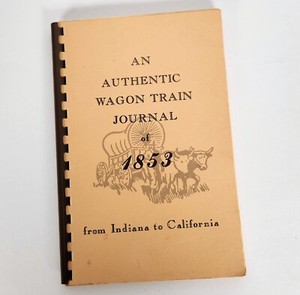 AN
AUTHENTIC
WAGON TRAIN
JOURNAL
of
1853
from Indiana to California